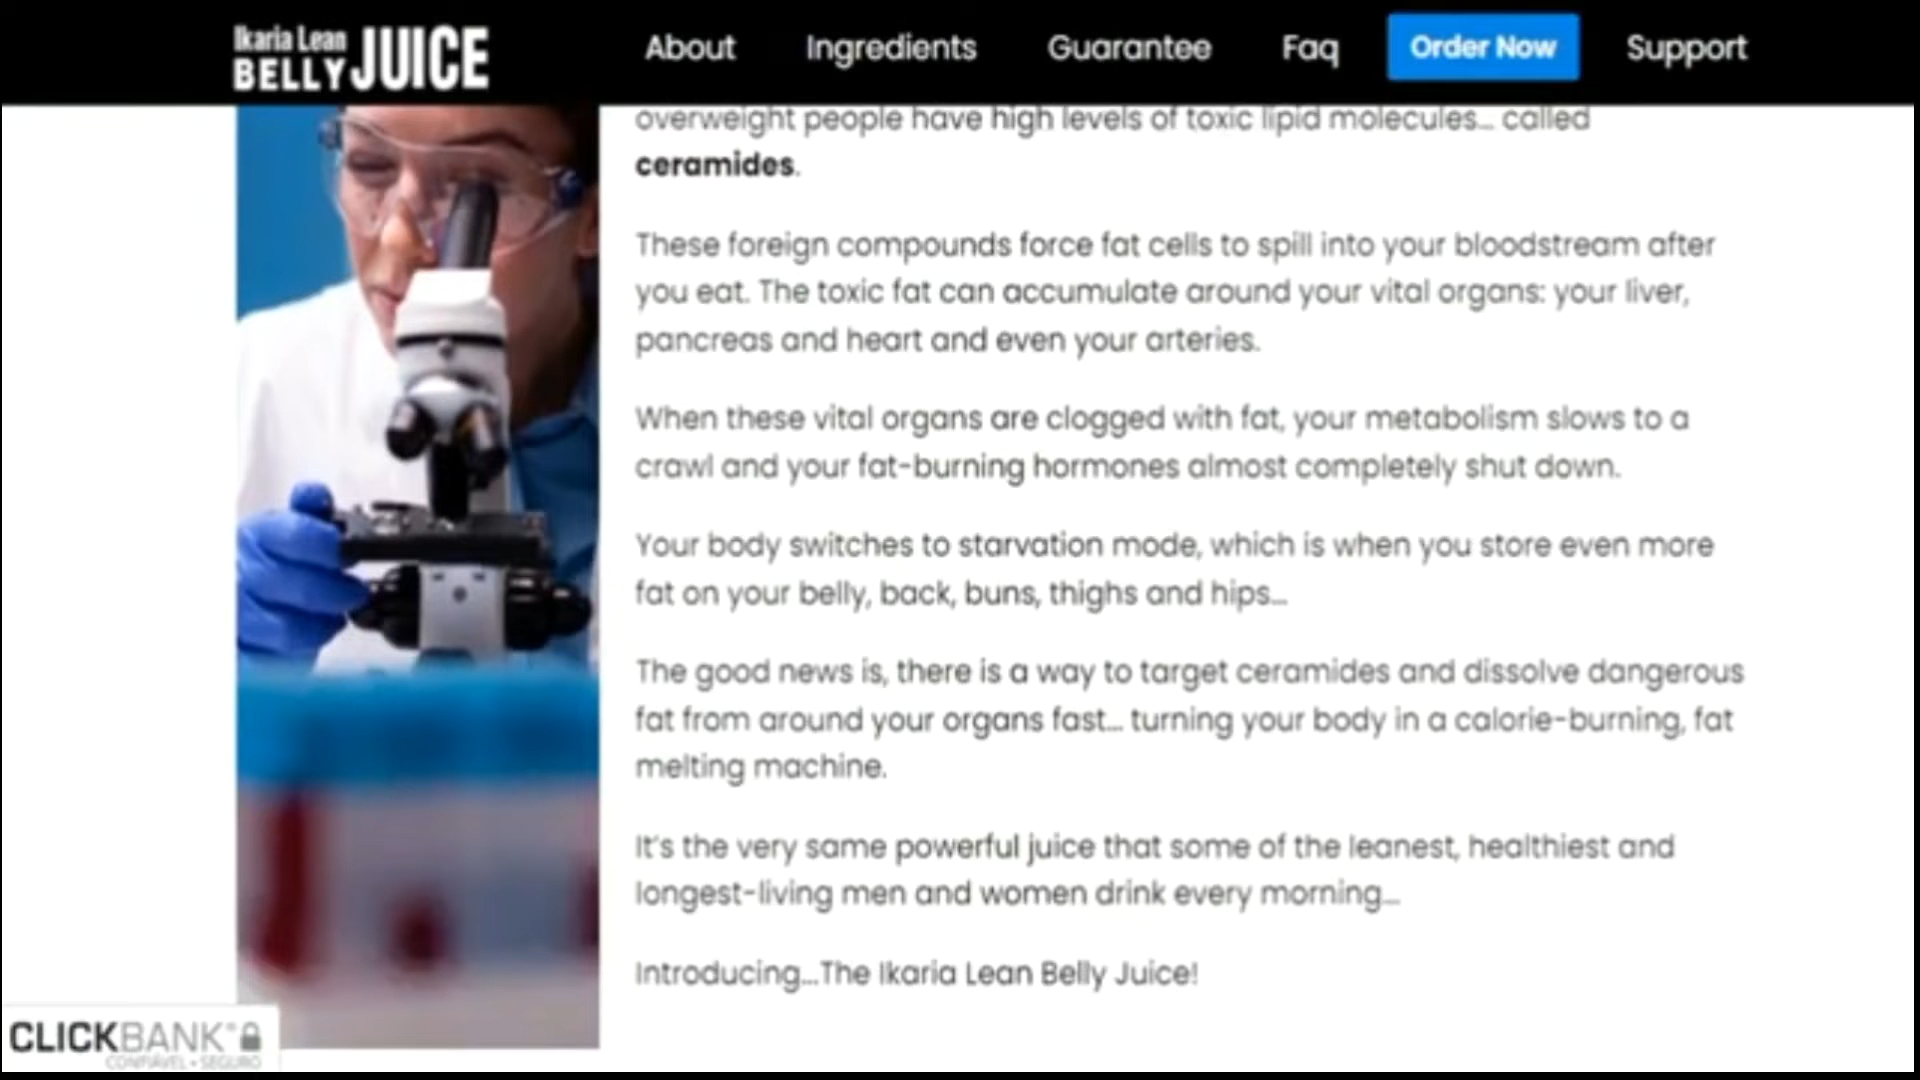 Ikaria Lean
BELLY JUICE
About Ingredients Guarantee Faq Order Now Support
overweight people have high levels of toxic lipid molecules... called
ceramides.
These foreign compounds force fat cells to spill into your bloodstream after
you eat. The toxic fat can accumulate around your vital organs: your liver,
pancreas and heart and even your arteries.
When these vital organs are clogged with fat, your metabolism slows to a
crawl and your fat-burning hormones almost completely shut down.
Your body switches to starvation mode, which is when you store even more
fat on your belly, back, buns, thighs and hips...
The good news is, there is a way to target ceramides and dissolve dangerous
fat from around your organs fast... turning your body in a calorie-burning, fat
melting machine.
It's the very same powerful juice that some of the leanest, healthiest and
longest-living men and women drink every morning...
Introducing...The Ikaria Lean Belly Juice!
CLICKBANK®
CONFIÁVEL • SEGURO